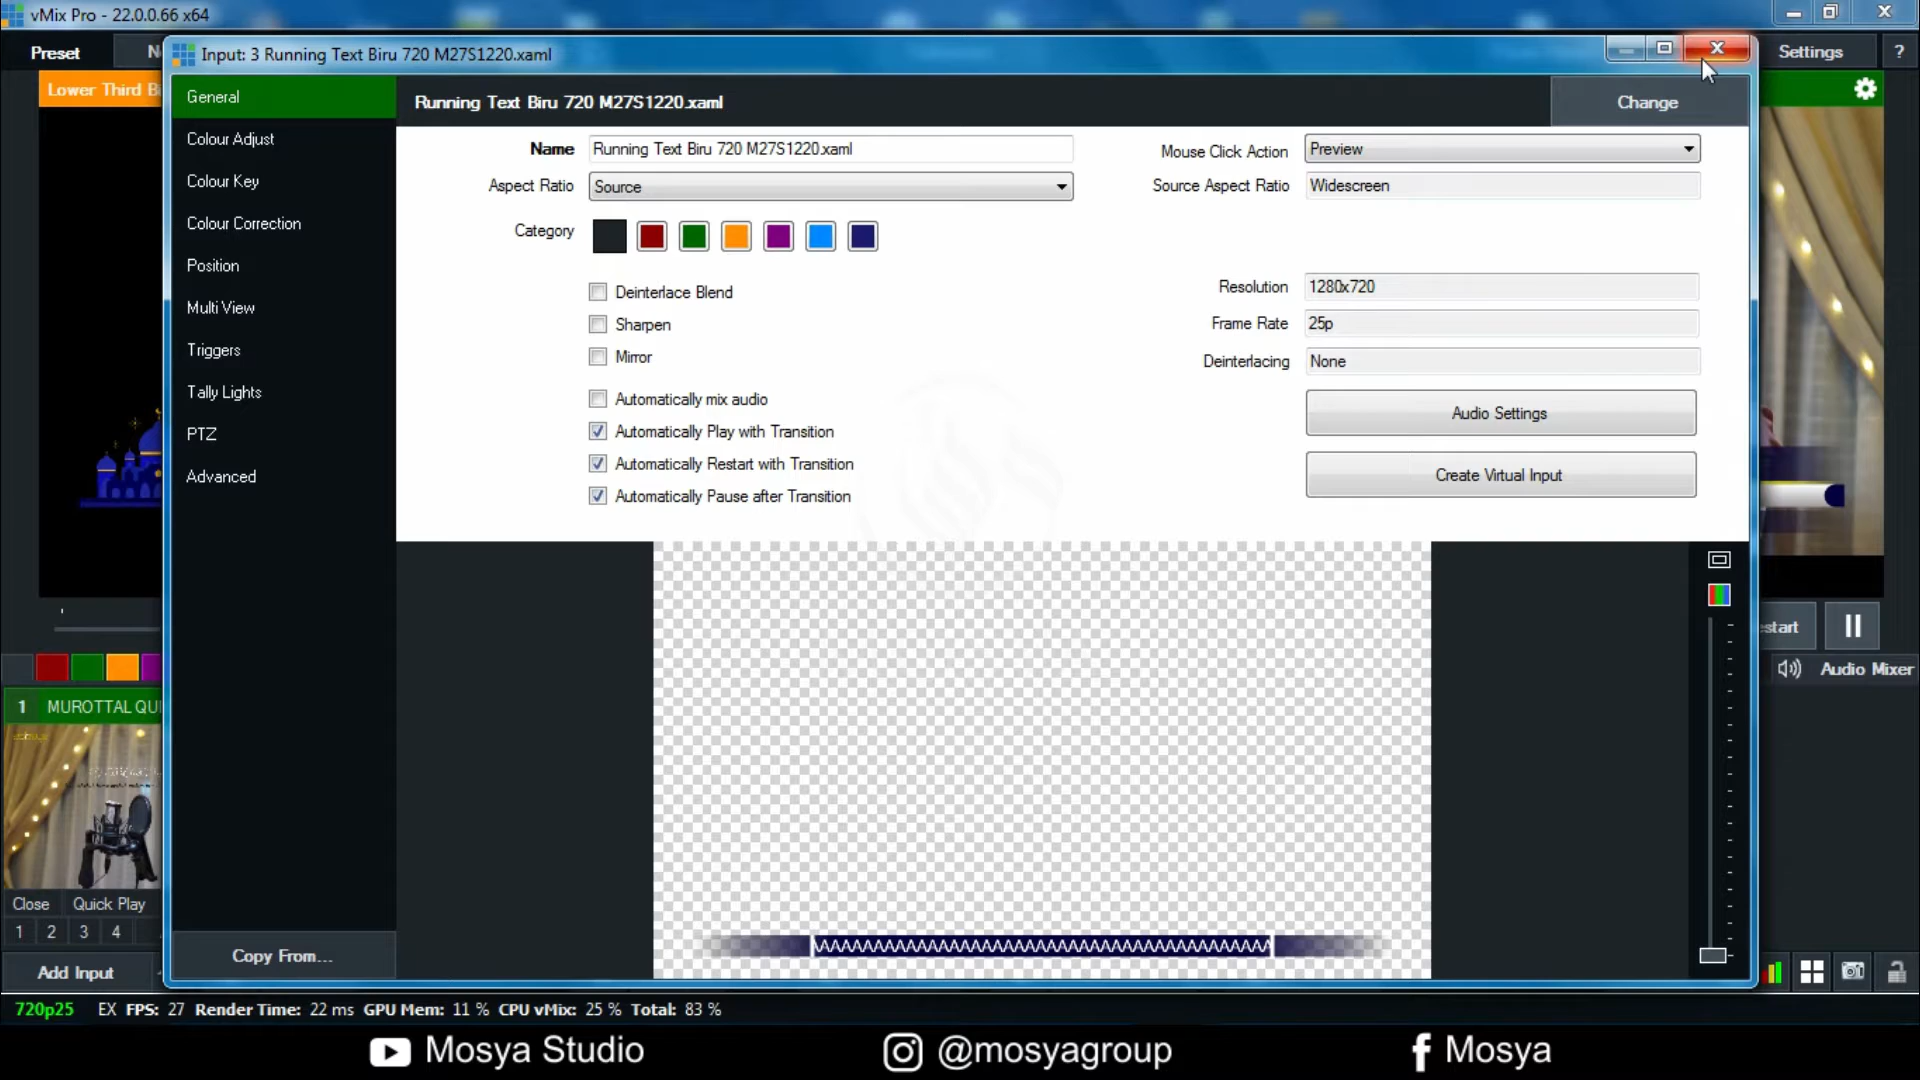 vMix Pro - 22.0.0.66 x64
Preset
Settings
?
Input: 3 Running Text Biru 720 M27S1220.xaml
Lower Third
General
Colour Adjust
Colour Key
Colour Correction
Position
Multi View
Triggers
Tally Lights
PTZ
Advanced
Copy From...
Running Text Biru 720 M27S1220.xaml
Change
Name
Running Text Biru 720 M27S1220.xaml
Mouse Click Action
Preview
Aspect Ratio
Source
Source Aspect Ratio
Widescreen
Category
Deinterlace Blend
Sharpen
Mirror
Automatically mix audio
Automatically Play with Transition
Automatically Restart with Transition
Automatically Pause after Transition
Resolution
1280x720
Frame Rate
25p
Deinterlacing
None
Audio Settings
Create Virtual Input
estart
Audio Mixer
1 MUROTTAL QU
Close Quick Play
1 2 3 4
Add Input
720p25 EX FPS: 27 Render Time: 22 ms GPU Mem: 11 % CPU vMix: 25 % Total: 83 %
Mosya Studio
@mosyagroup
Mosya